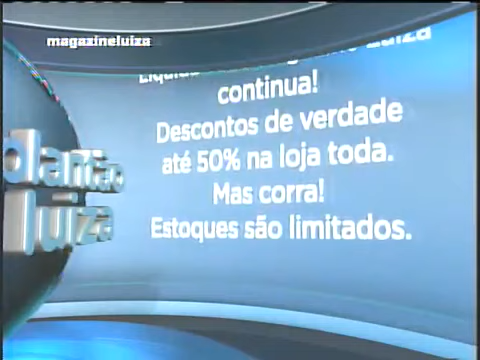 magazineluiza
continua!
Descontos de verdade
até 50% na loja toda.
Mas corra!
Estoques são limitados.
plantão
luiza